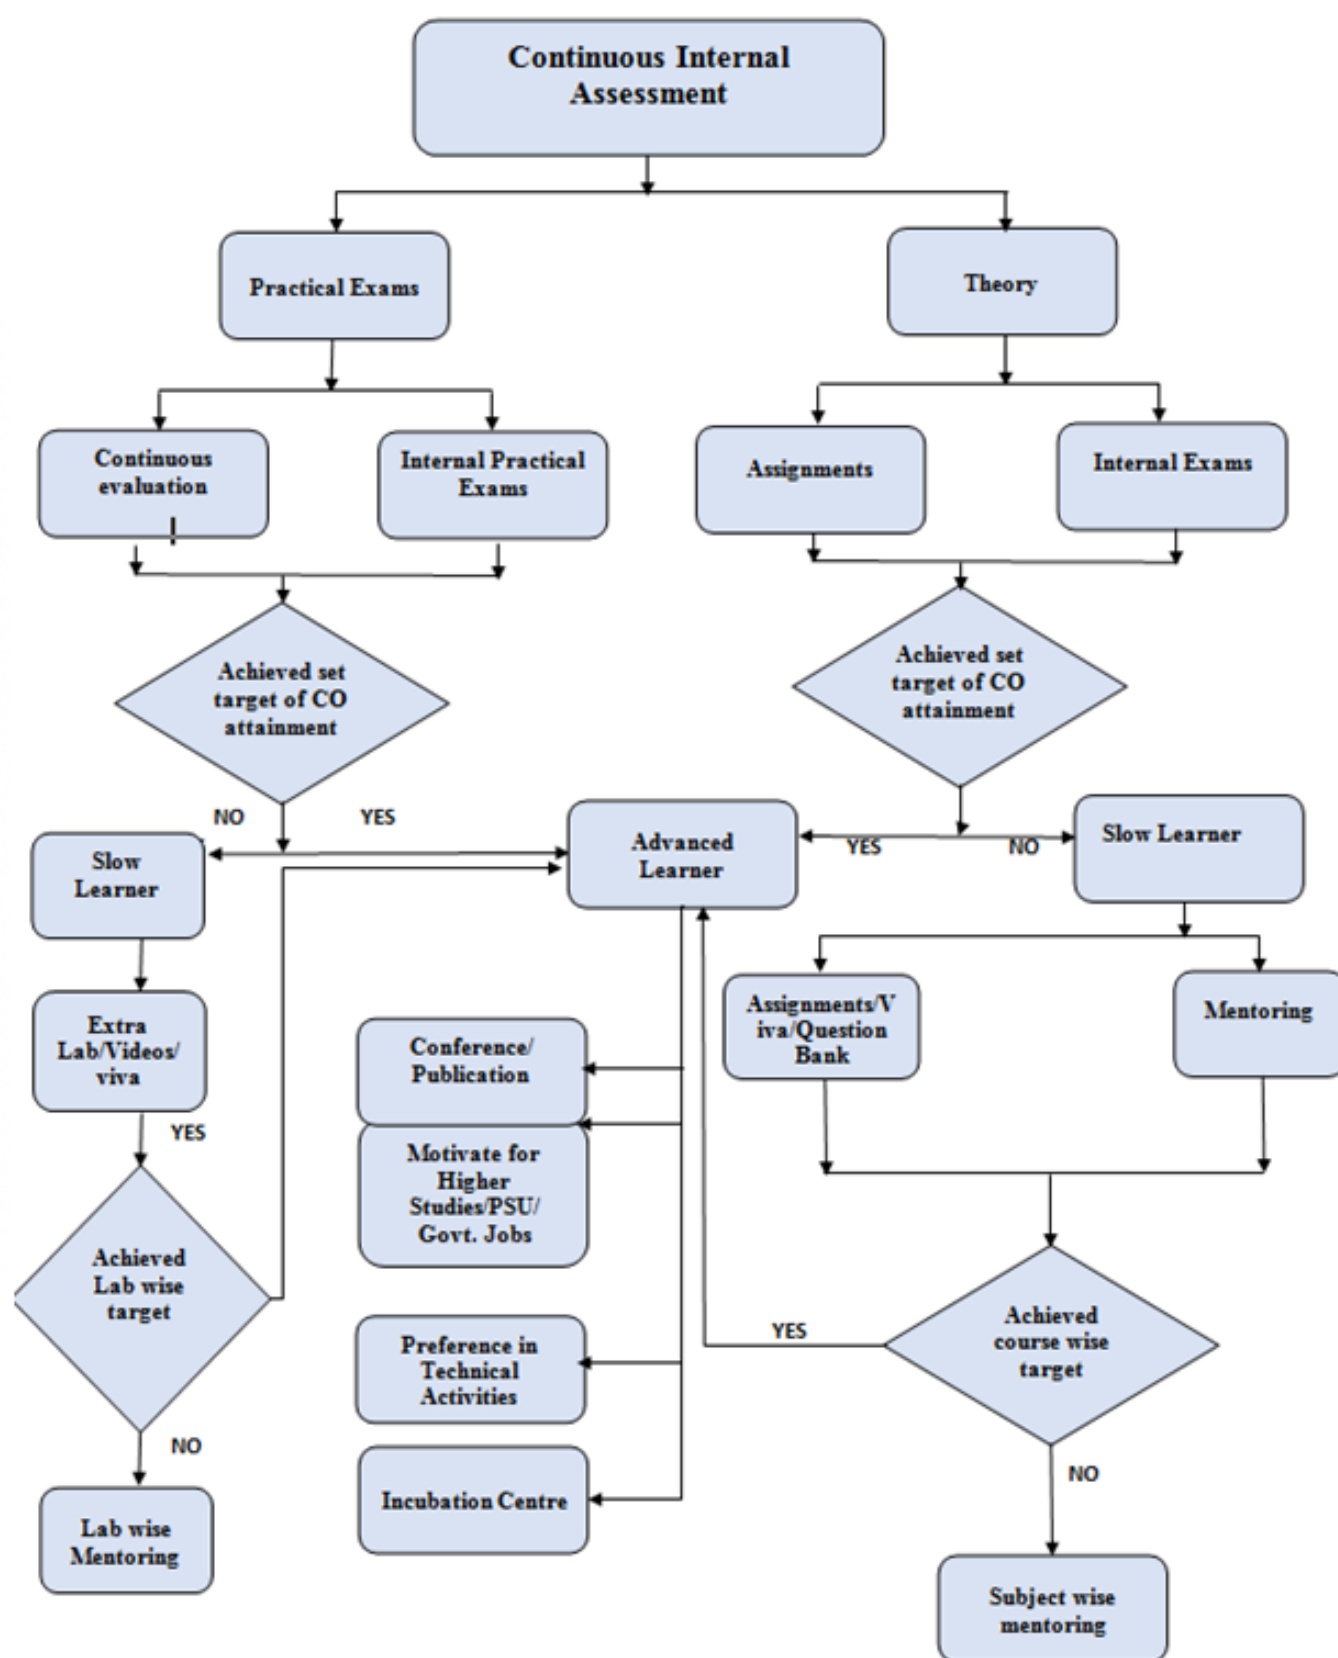 Continuous Internal
Assessment
Practical Exams
Theory
Continuous
evaluation
Internal Practical
Exams
Assignments
Internal Exams
Achieved set
target of CO
attainment
Achieved set
target of CO
attainment
NO
YES
Slow
Learner
Advanced
Learner
YES
NO
Slow Learner
Extra
Lab/Videos/
viva
YES
Conference/
Publication
Motivate for
Higher
Studies/PSU/
Govt. Jobs
Assignments/V
iva/Question
Bank
Mentoring
Achieved
Lab wise
target
Preference in
Technical
Activities
YES
Achieved
course wise
target
NO
Incubation Centre
NO
Lab wise
Mentoring
Subject wise
mentoring